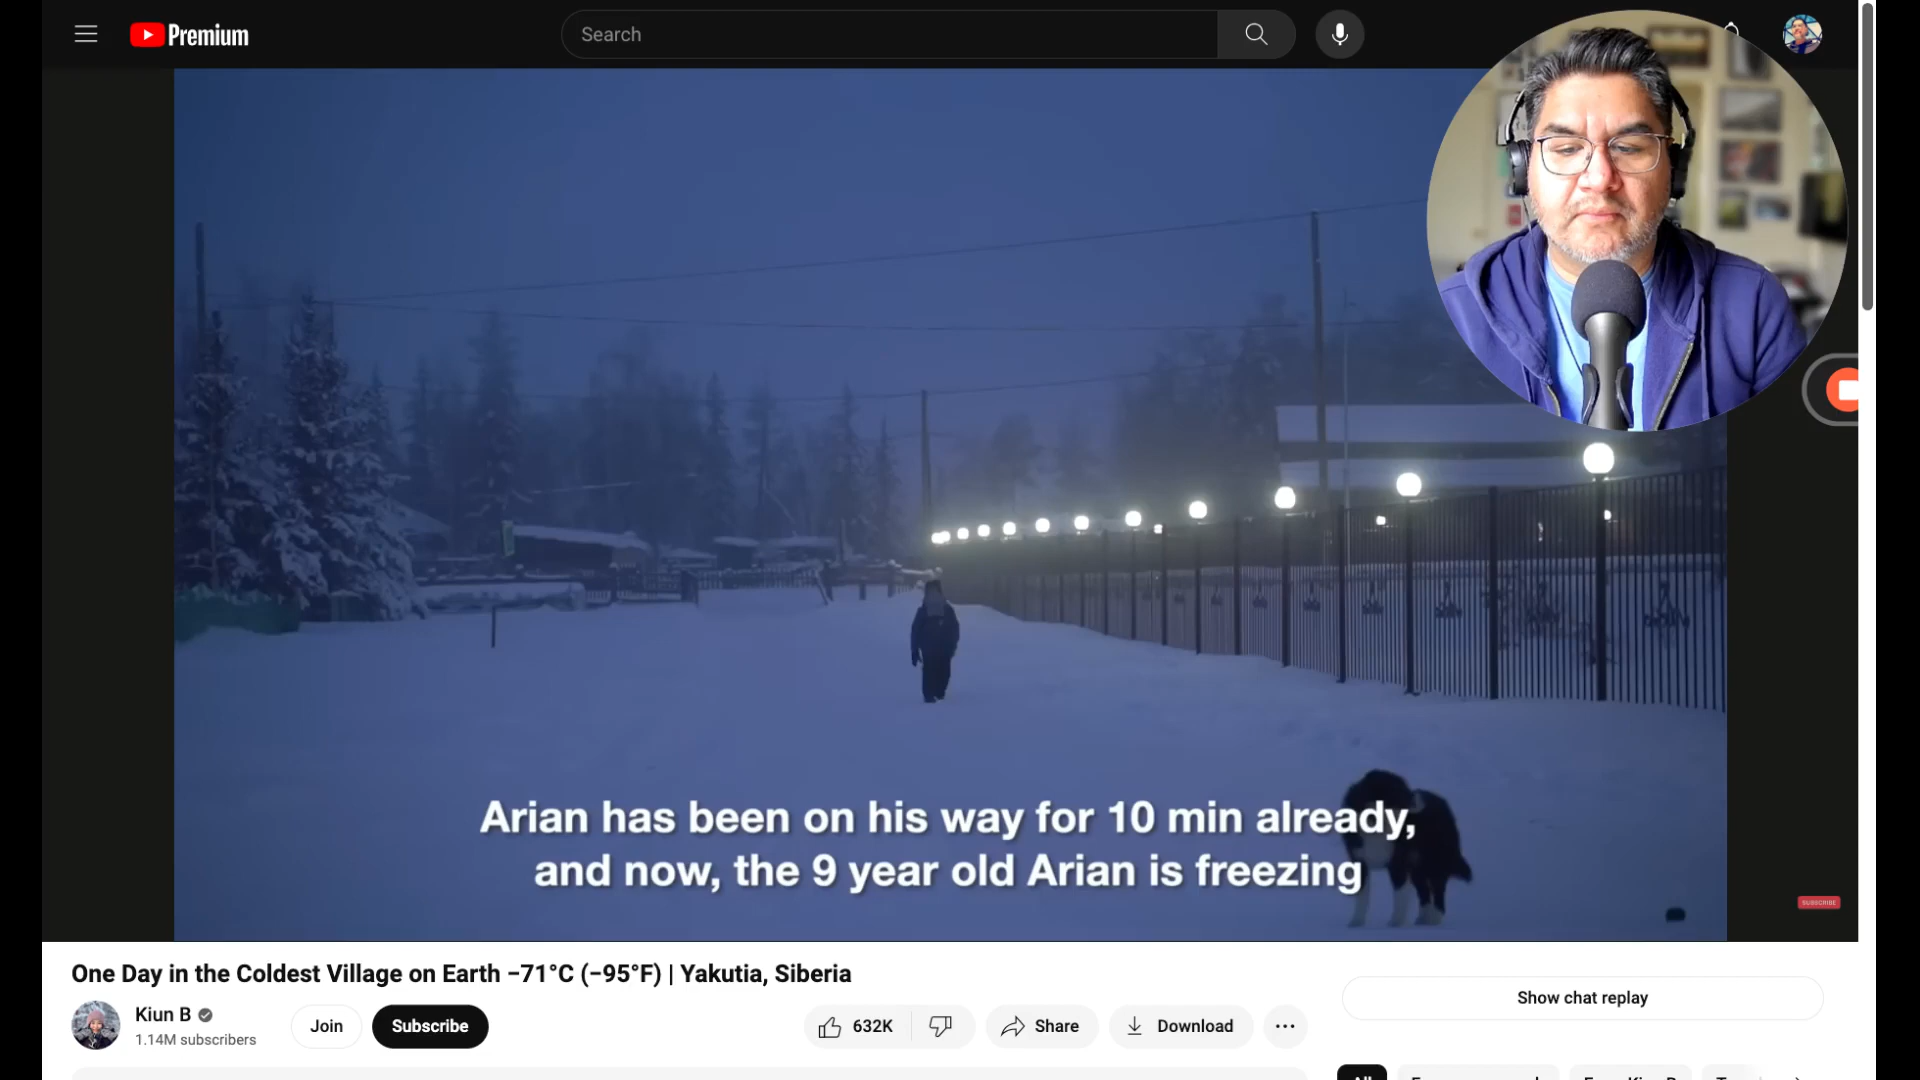 Premium
Search
Arian has been on his way for 10 min already,
and now, the 9 year old Arian is freezing
SUBSCRIBE
One Day in the Coldest Village on Earth −71°C (−95°F) | Yakutia, Siberia
Kiun B
1.14M subscribers
Join
Subscribe
632K
Share
Download
Show chat replay
All